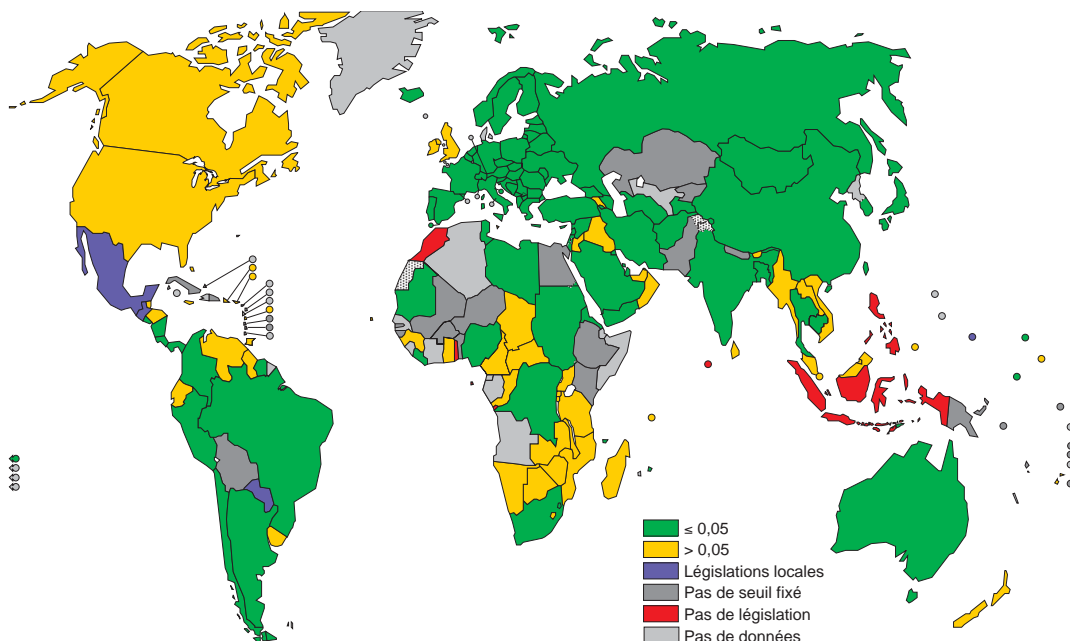 ≤ 0,05
> 0,05
Législations locales
Pas de seuil fixé
Pas de législation
Pas de données